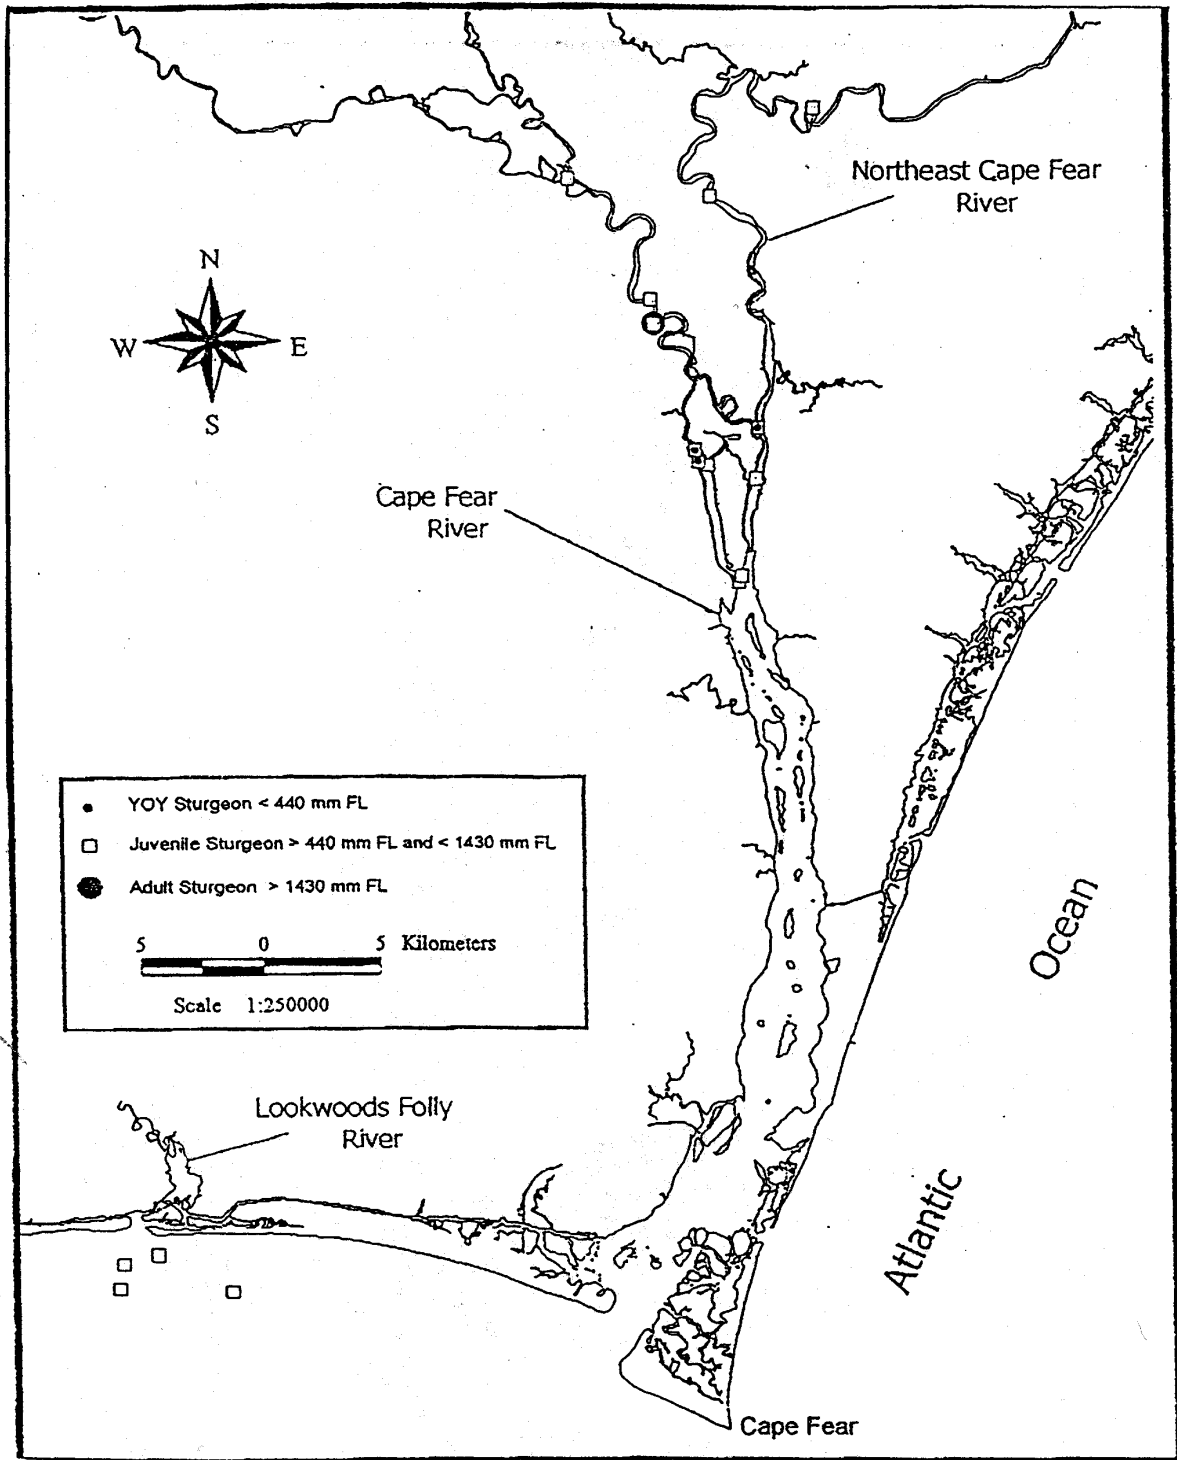 Northeast Cape Fear
River
N
W E
S
Cape Fear
River
YOY Sturgeon < 440 mm FL
Juvenile Sturgeon > 440 mm FL and < 1430 mm FL
Adult Sturgeon > 1430 mm FL
5 0 5 Kilometers
Scale 1:250000
Ocean
Atlantic
Lookwoods Folly
River
Cape Fear